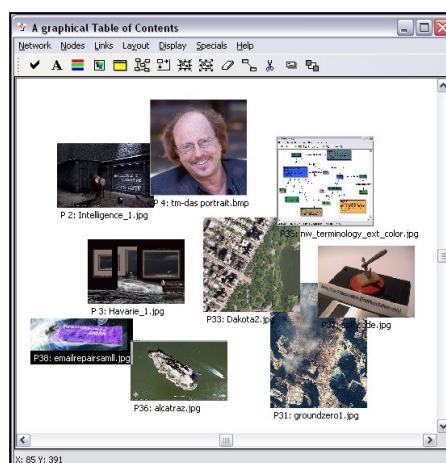 A graphical Table of Contents
Network Nodes Links Layout Display Specials Help
P 4: tm-das portrait.bmp
P 2: Intelligence_1.jpg
P35: nw_terminology_ext_color.jpg
P 3: Havarie_1.jpg
P33: Dakota2.jpg
P38: emailrepairsamll.jpg
P36: alcatraz.jpg
P31: groundzero1.jpg
X: 85 Y: 391